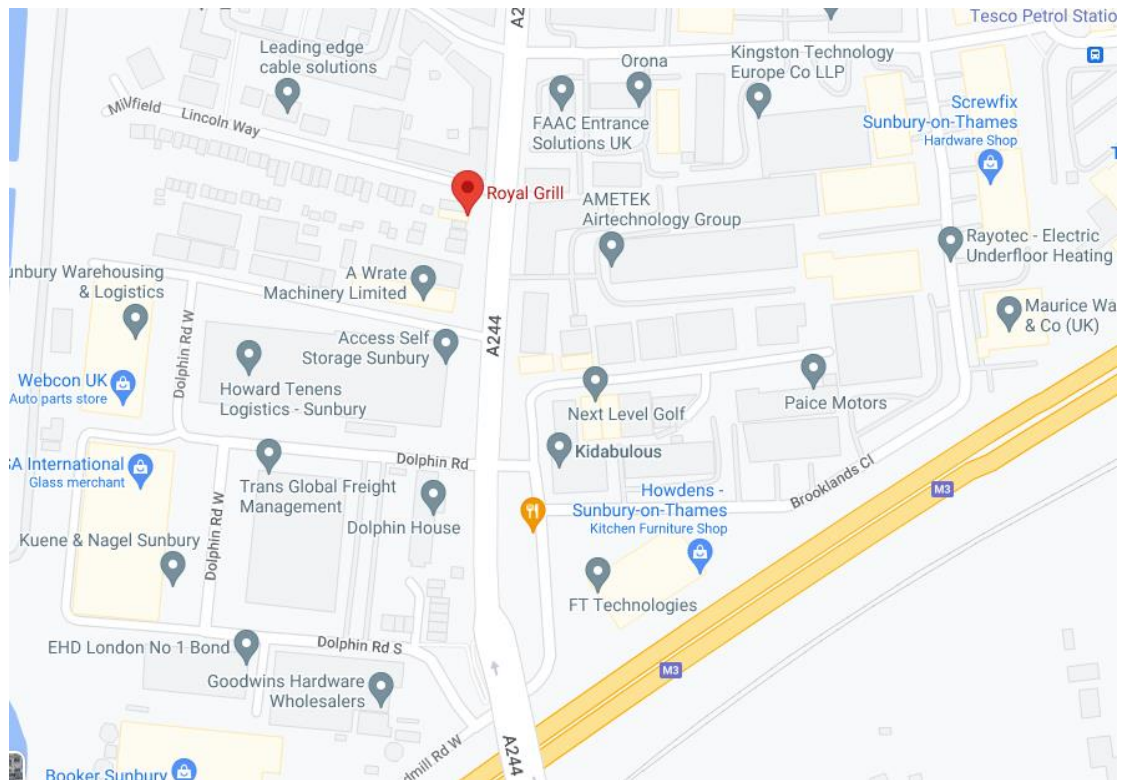 A2
Tesco Petrol Statio
Leading edge
cable solutions
Orona
Kingston Technology
Europe Co LLP
Millfield
Lincoln Way
FAAC Entrance
Solutions UK
Screwfix
Sunbury-on-Thames
Hardware Shop
T
Royal Grill
AMETEK
Airtechnology Group
Rayotec - Electric
Underfloor Heating
unbury Warehousing
& Logistics
A Wrate
Machinery Limited
Maurice Wa
& Co (UK)
A244
Access Self
Storage Sunbury
Dolphin Rd W
Webcon UK
Auto parts store
Howard Tenens
Logistics - Sunbury
Next Level Golf
Paice Motors
Kidabulous
Dolphin Rd
SA International
Glass merchant
Trans Global Freight
Management
Howdens -
Sunbury-on-Thames
Kitchen Furniture Shop
Brooklands Cl
M3
Dolphin House
Dolphin Rd W
Kuene & Nagel Sunbury
FT Technologies
EHD London No 1 Bond
Dolphin Rd S
M3
Goodwins Hardware
Wholesalers
A244
dmill Rd W
Booker Sunbury